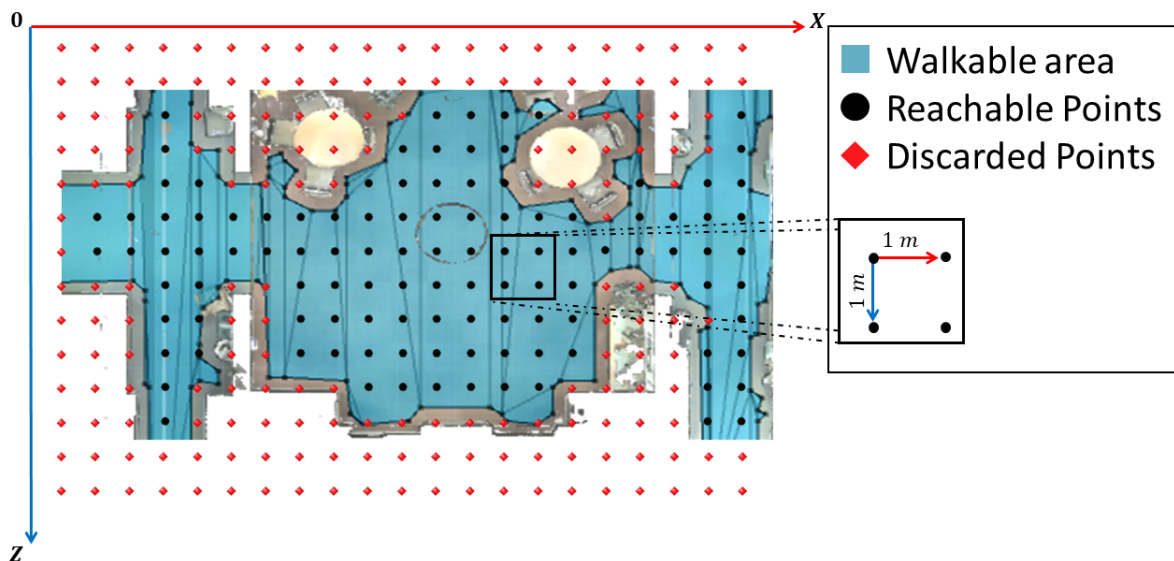 0
X
Walkable area
Reachable Points
Discarded Points
1 m
1 m
Z